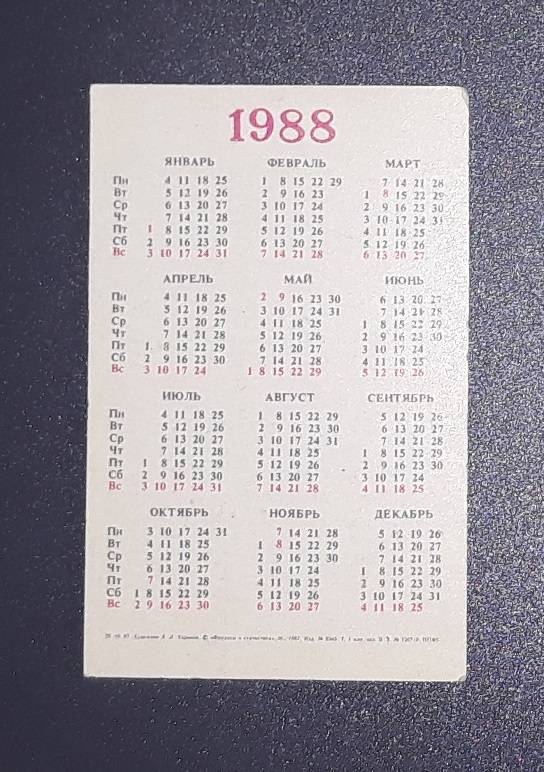 1988
ЯНВАРЬ ФЕВРАЛЬ МАРТ
Пн 4 11 18 25 1 8 15 22 29 7 14 21 28
Вт 5 12 19 26 2 9 16 23 1 8 15 22 29
Ср 6 13 20 27 3 10 17 24 2 9 16 23 30
Чт 7 14 21 28 4 11 18 25 3 10 17 24 31
Пт 1 8 15 22 29 5 12 19 26 4 11 18 25
Сб 2 9 16 23 30 6 13 20 27 5 12 19 26
Вс 3 10 17 24 31 7 14 21 28 6 13 20 27
АПРЕЛЬ МАЙ ИЮНЬ
Пн 4 11 18 25 2 9 16 23 30 6 13 20 27
Вт 5 12 19 26 3 10 17 24 31 7 14 21 28
Ср 6 13 20 27 4 11 18 25 1 8 15 22 29
Чт 7 14 21 28 5 12 19 26 2 9 16 23 30
Пт 1 8 15 22 29 6 13 20 27 3 10 17 24
Сб 2 9 16 23 30 7 14 21 28 4 11 18 25
Вс 3 10 17 24 1 8 15 22 29 5 12 19 26
ИЮЛЬ АВГУСТ СЕНТЯБРЬ
Пн 4 11 18 25 1 8 15 22 29 5 12 19 26
Вт 5 12 19 26 2 9 16 23 30 6 13 20 27
Ср 6 13 20 27 3 10 17 24 31 7 14 21 28
Чт 7 14 21 28 4 11 18 25 1 8 15 22 29
Пт 1 8 15 22 29 5 12 19 26 2 9 16 23 30
Сб 2 9 16 23 30 6 13 20 27 3 10 17 24
Вс 3 10 17 24 31 7 14 21 28 4 11 18 25
ОКТЯБРЬ НОЯБРЬ ДЕКАБРЬ
Пн 3 10 17 24 31 7 14 21 28 5 12 19 26
Вт 4 11 18 25 1 8 15 22 29 6 13 20 27
Ср 5 12 19 26 2 9 16 23 30 7 14 21 28
Чт 6 13 20 27 3 10 17 24 1 8 15 22 29
Пт 7 14 21 28 4 11 18 25 2 9 16 23 30
Сб 1 8 15 22 29 5 12 19 26 3 10 17 24 31
Вс 2 9 16 23 30 6 13 20 27 4 11 18 25
«Финансы и статистика», 1987. Изд. №